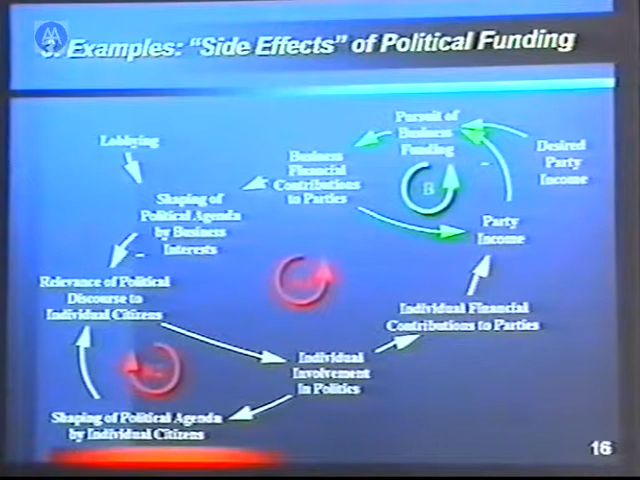 3. Examples: "Side Effects" of Political Funding
Pursuit of
Business
Funding
Lobbying
Desired
Party
Income
Business
Financial
Contributions
to Parties
B
Shaping of
Political Agenda
by Business
Interests
Party
Income
Relevance of Political
Discourse to
Individual Citizens
Individual Financial
Contributions to Parties
Individual
Involvement
in Politics
Shaping of Political Agenda
by Individual Citizens
16